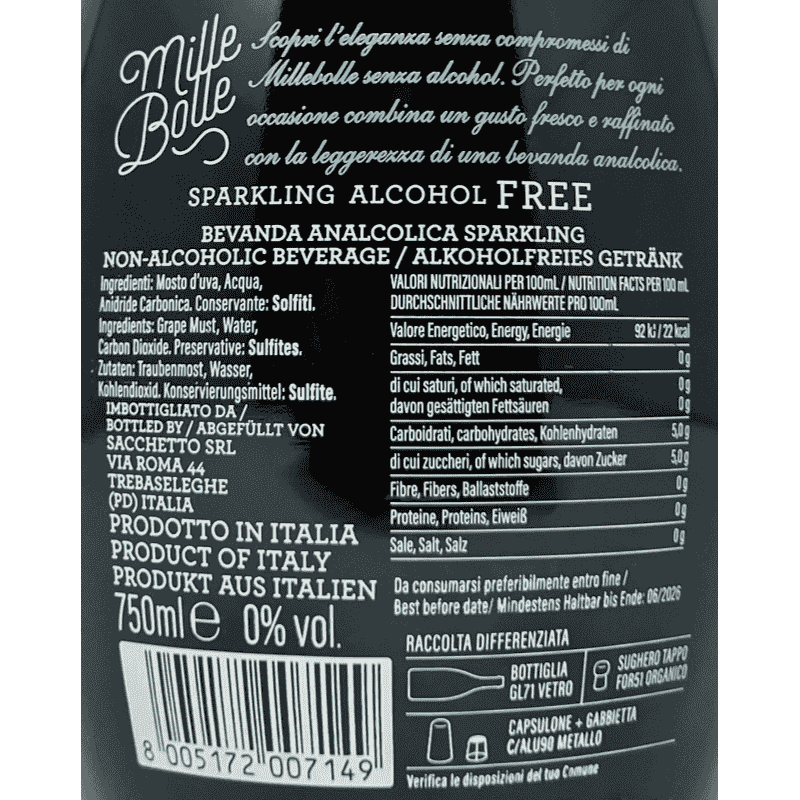 Mille
Bolle
Scopri l'eleganza senza compromessi di
Millebolle senza alcohol. Perfetto per ogni
occasione combina un gusto fresco e raffinato
con la leggerezza di una bevanda analcolica.
SPARKLING ALCOHOL FREE
BEVANDA ANALCOLICA SPARKLING
NON-ALCOHOLIC BEVERAGE / ALKOHOLFREIES GETRÄNK
Ingredienti: Mosto d'uva, Acqua,
Anidride Carbonica. Conservante: Solfiti.
Ingredients: Grape Must, Water,
Carbon Dioxide. Preservative: Sulfites.
Zutaten: Traubenmost, Wasser,
Kohlendioxid. Konservierungsmittel: Sulfite.
IMBOTTIGLIATO DA /
BOTTLED BY / ABGEFÜLLT VON
SACCHETTO SRL
VIA ROMA 44
TREBASELEGHE
(PD) ITALIA
PRODOTTO IN ITALIA
PRODUCT OF ITALY
PRODUKT AUS ITALIEN
750ml e 0% vol.
8 005172 007149
VALORI NUTRIZIONALI PER 100mL / NUTRITION FACTS PER 100 mL
DURCHSCHNITTLICHE NÄHRWERTE PRO 100mL
Valore Energetico, Energy, Energie 92 kJ / 22 kcal
Grassi, Fats, Fett 0 g
di cui saturi, of which saturated, 0 g
davon gesättigten Fettsäuren 0 g
Carboidrati, carbohydrates, Kohlenhydraten 5,0 g
di cui zuccheri, of which sugars, davon Zucker 5,0 g
Fibre, Fibers, Ballaststoffe 0 g
Proteine, Proteins, Eiweiß 0 g
Sale, Salt, Salz 0 g
Da consumarsi preferibilmente entro fine /
Best before date/ Mindestens Haltbar bis Ende: 06/2026
RACCOLTA DIFFERENZIATA
BOTTIGLIA
GL71 VETRO
SUGHERO TAPPO
FOR51 ORGANICO
CAPSULONE + GABBIETTA
C/ALU90 METALLO
Verifica le disposizioni del tuo Comune